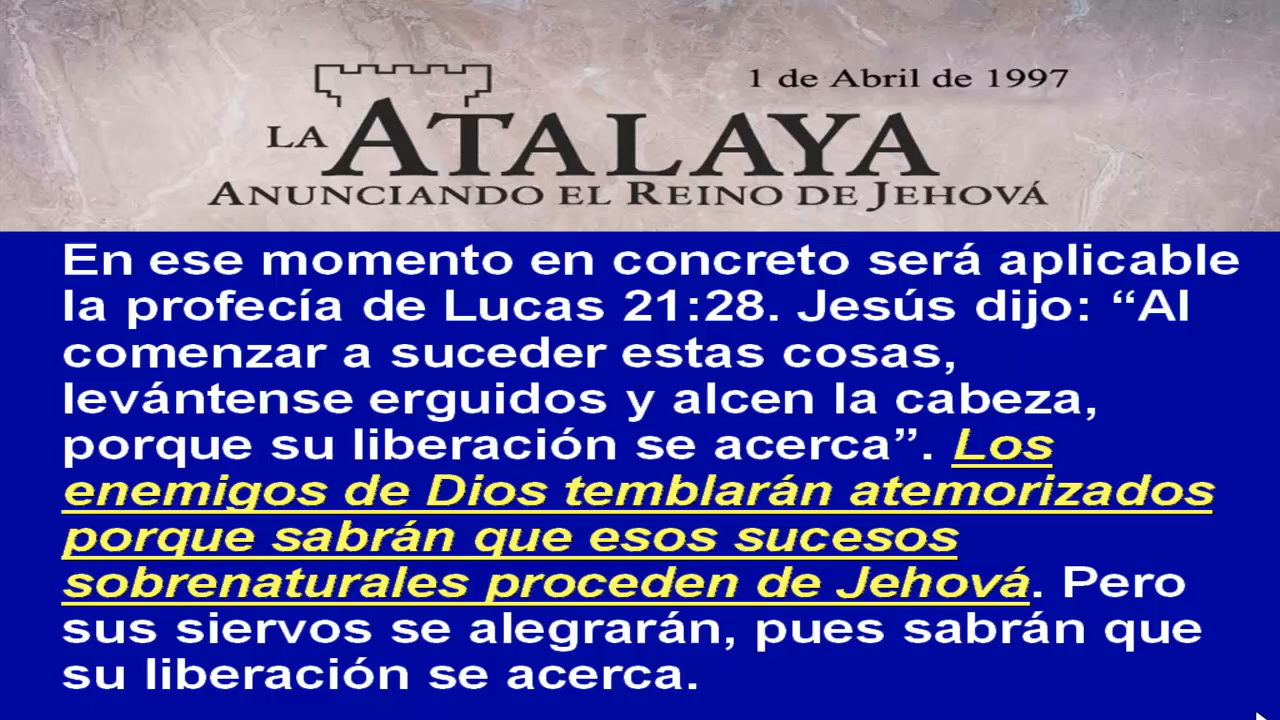 1 de Abril de 1997
LA ATALAYA
ANUNCIANDO EL REINO DE JEHOVÁ
En ese momento en concreto será aplicable
la profecía de Lucas 21:28. Jesús dijo: “Al
comenzar a suceder estas cosas,
levántense erguidos y alcen la cabeza,
porque su liberación se acerca”. Los
enemigos de Dios temblarán atemorizados
porque sabrán que esos sucesos
sobrenaturales proceden de Jehová. Pero
sus siervos se alegrarán, pues sabrán que
su liberación se acerca.